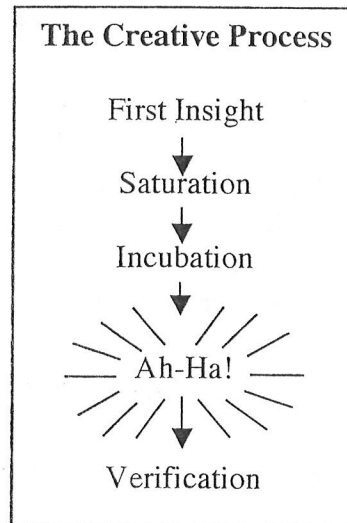 The Creative Process
First Insight
Saturation
Incubation
Ah-Ha!
Verification